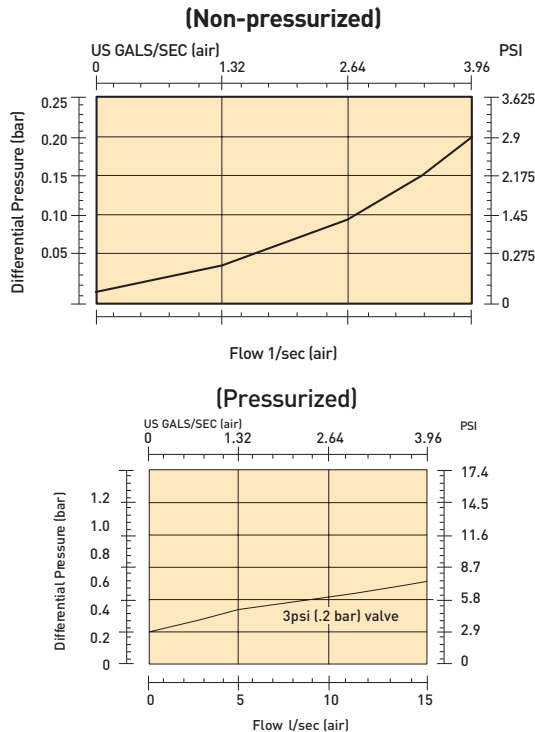 (Non-pressurized)
US GALS/SEC (air)
PSI
0 1.32 2.64 3.96
0.25
0.20
0.15
0.10
0.05
Differential Pressure (bar)
3.625
2.9
2.175
1.45
0.275
0
Flow 1/sec (air)
(Pressurized)
US GALS/SEC (air)
PSI
0 1.32 2.64 3.96
1.2
1.0
0.8
0.6
0.4
0.2
0
Differential Pressure (bar)
17.4
14.5
11.6
8.7
5.8
2.9
0
3psi (.2 bar) valve
0 5 10 15
Flow l/sec (air)